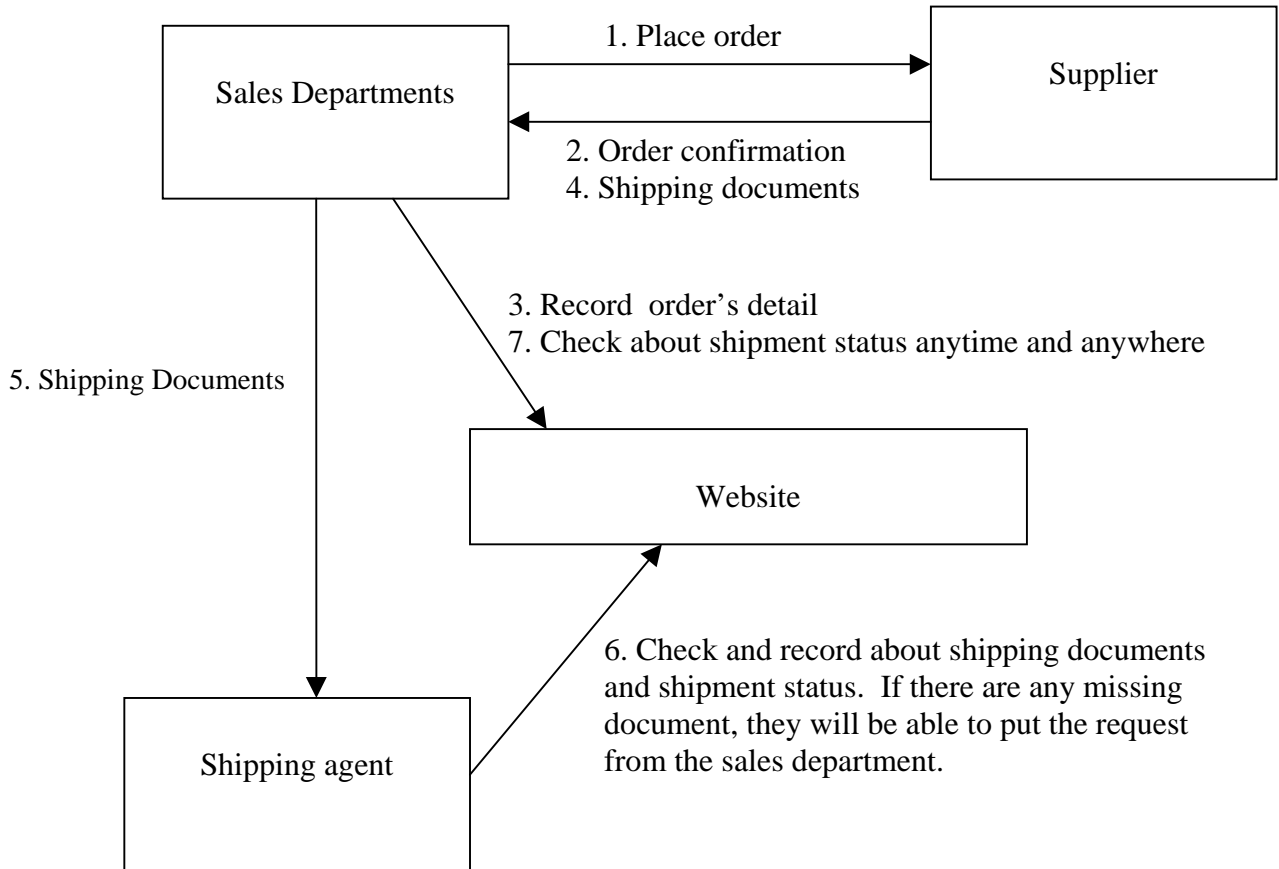 1. Place order
Sales Departments
Supplier
2. Order confirmation
4. Shipping documents
3. Record  order’s detail
7. Check about shipment status anytime and anywhere
5. Shipping Documents
Website
6. Check and record about shipping documents
and shipment status.  If there are any missing
document, they will be able to put the request
from the sales department.
Shipping agent